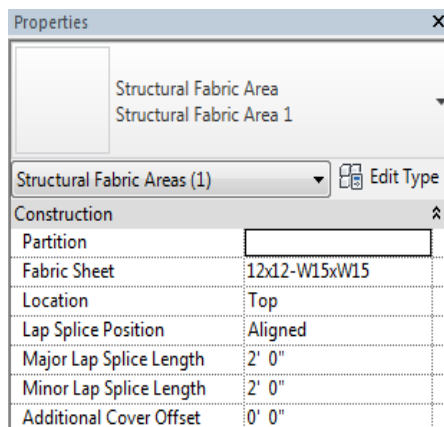 Properties
Structural Fabric Area
Structural Fabric Area 1
Structural Fabric Areas (1) Edit Type
Construction
Partition
Fabric Sheet 12x12-W15xW15
Location Top
Lap Splice Position Aligned
Major Lap Splice Length 2' 0"
Minor Lap Splice Length 2' 0"
Additional Cover Offset 0' 0"